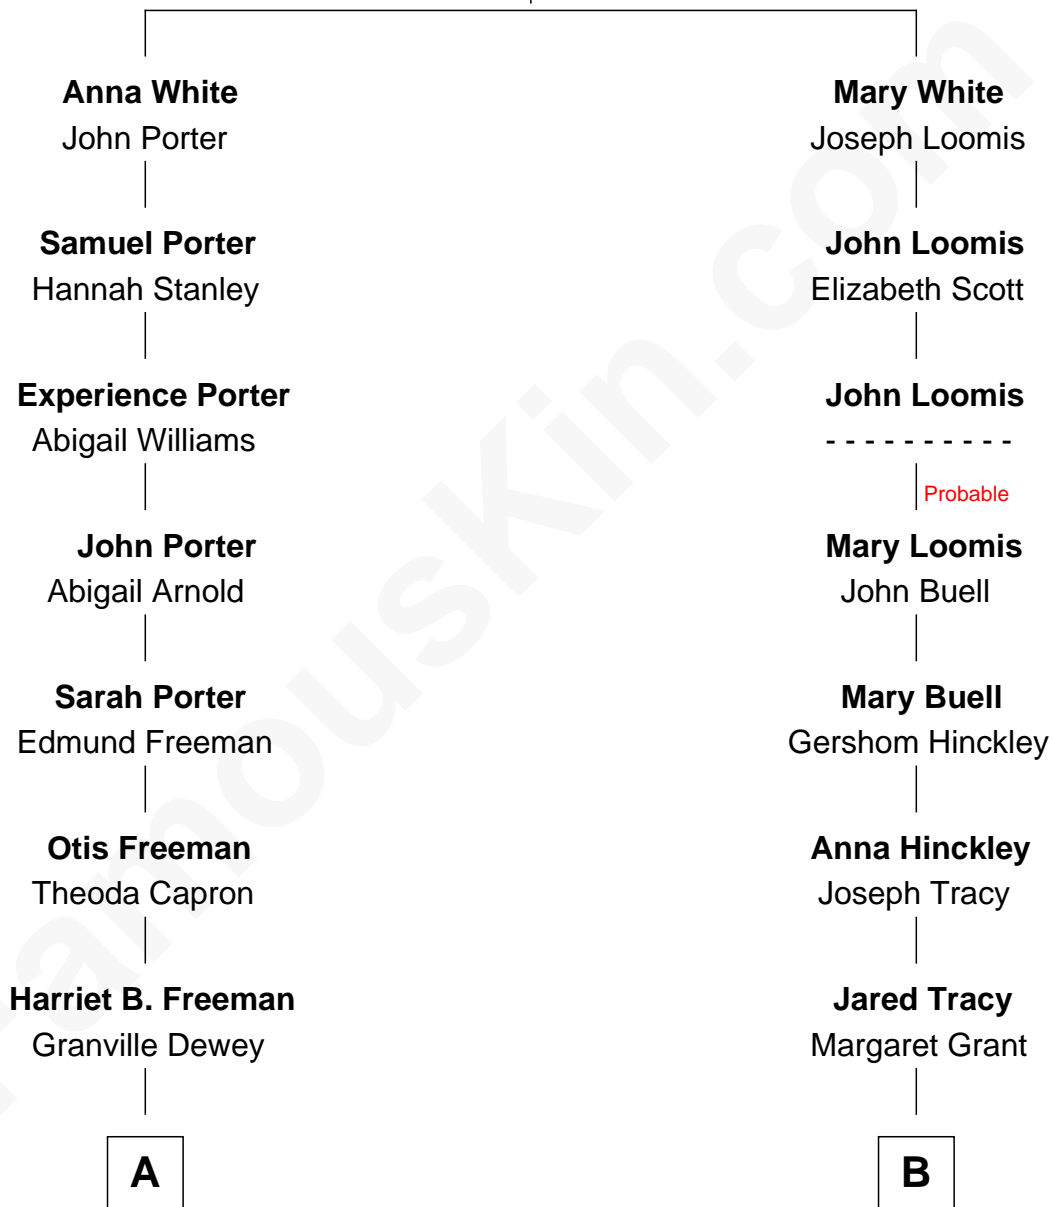 Anna White
John Porter
Mary White
Joseph Loomis
Samuel Porter
Hannah Stanley
John Loomis
Elizabeth Scott
Experience Porter
Abigail Williams
John Loomis
- - - - - - - - - -
Probable
John Porter
Abigail Arnold
Mary Loomis
John Buell
Sarah Porter
Edmund Freeman
Mary Buell
Gershom Hinckley
Otis Freeman
Theoda Capron
Anna Hinckley
Joseph Tracy
Harriet B. Freeman
Granville Dewey
Jared Tracy
Margaret Grant
A
B
FamousKin.com